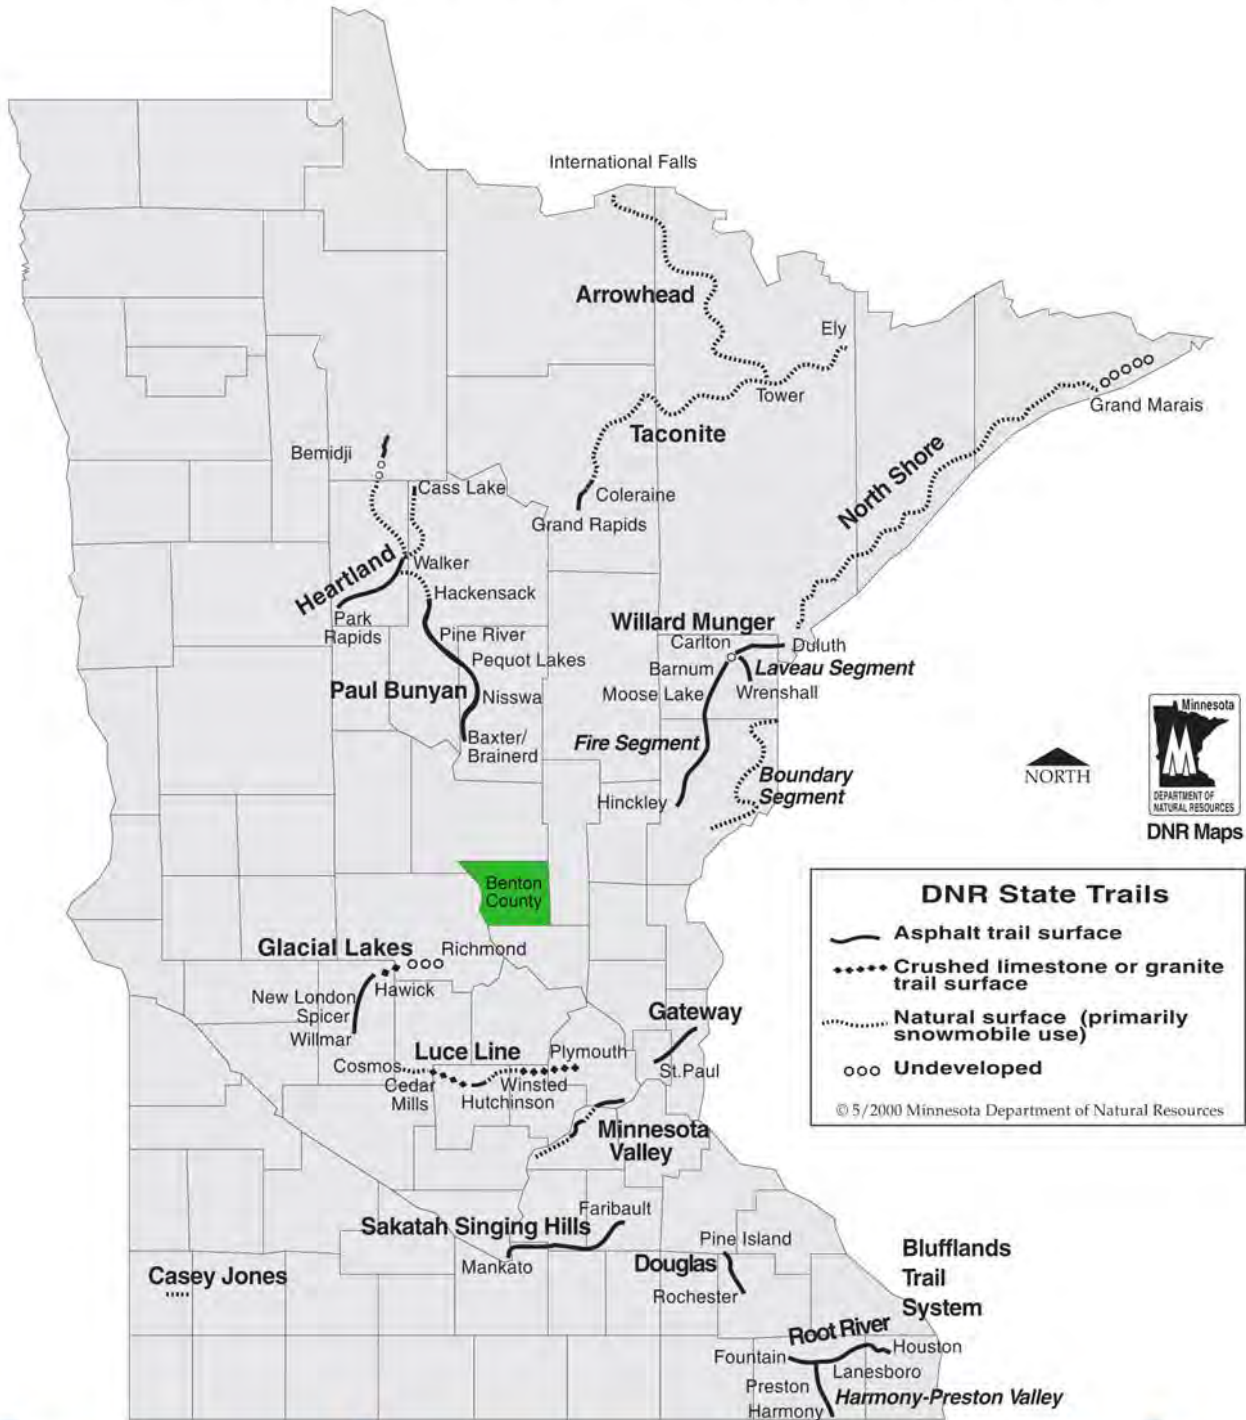 International Falls
Arrowhead
Ely
Tower
Grand Marais
Taconite
Bemidji
North Shore
Cass Lake
Coleraine
Grand Rapids
Heartland
Walker
Hackensack
Park
Rapids
Willard Munger
Pine River
Carlton
Duluth
Pequot Lakes
Barnum
Laveau Segment
Paul Bunyan
Nisswa
Moose Lake
Wrenshall
Baxter/
Brainerd
Fire Segment
Boundary
Segment
Hinckley
NORTH
Minnesota
DEPARTMENT OF
NATURAL RESOURCES
DNR Maps
Benton
County
DNR State Trails
Asphalt trail surface
Crushed limestone or granite
trail surface
Natural surface (primarily
snowmobile use)
Undeveloped
© 5/2000 Minnesota Department of Natural Resources
Glacial Lakes
Richmond
Hawick
New London
Spicer
Willmar
Gateway
Luce Line
Plymouth
Cosmos
St.Paul
Cedar
Mills
Winsted
Hutchinson
Minnesota
Valley
Faribault
Sakatah Singing Hills
Mankato
Pine Island
Douglas
Rochester
Blufflands
Trail
System
Casey Jones
Root River
Houston
Fountain
Lanesboro
Preston
Harmony-Preston Valley
Harmony